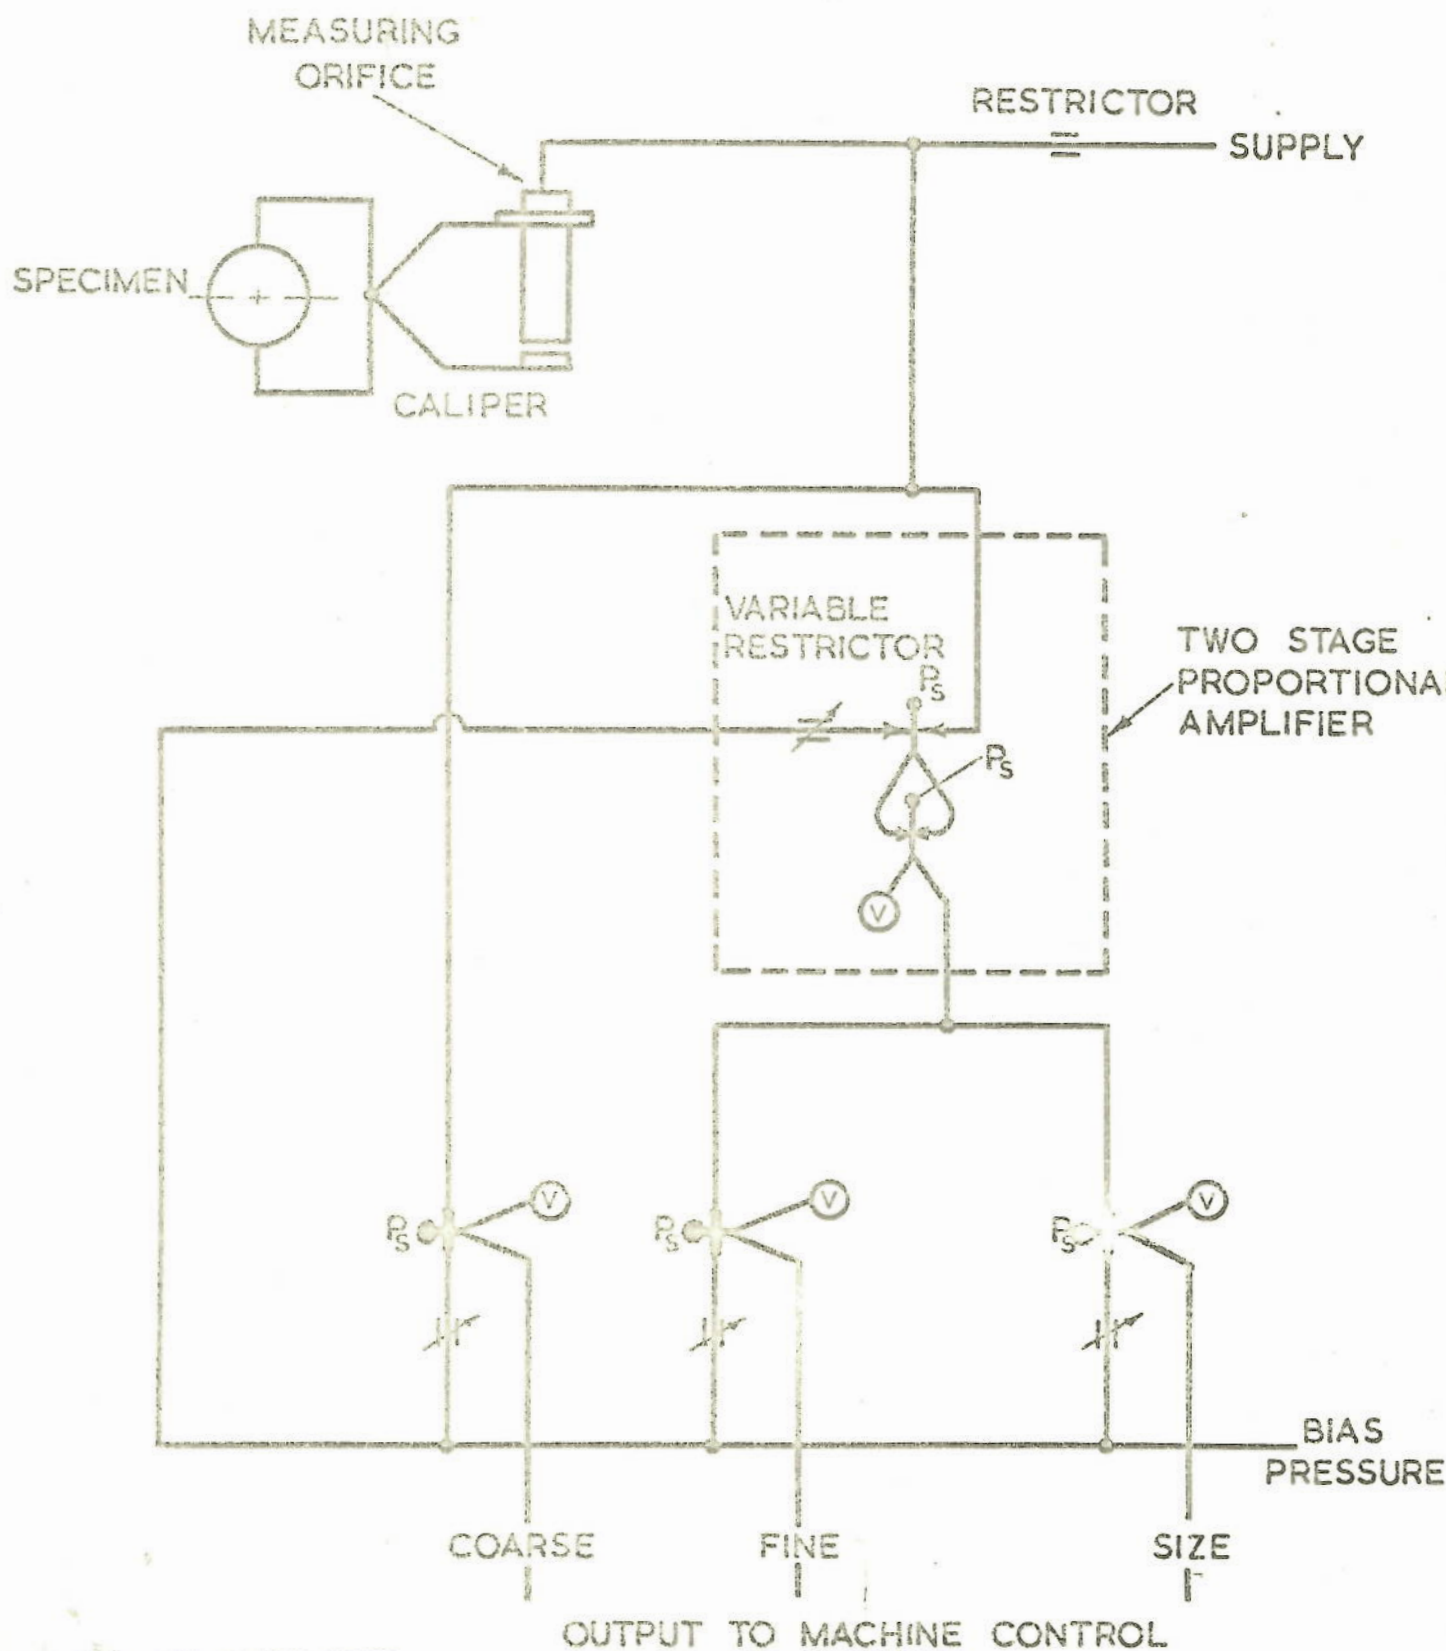 MEASURING
ORIFICE
RESTRICTOR
SUPPLY
SPECIMEN
+
CALIPER
VARIABLE
RESTRICTOR
Ps
TWO STAGE
PROPORTIONA
AMPLIFIER
Ps
V
V
V
V
Ps
Ps
Ps
BIAS
PRESSURE
COARSE
FINE
SIZE
OUTPUT TO MACHINE CONTROL